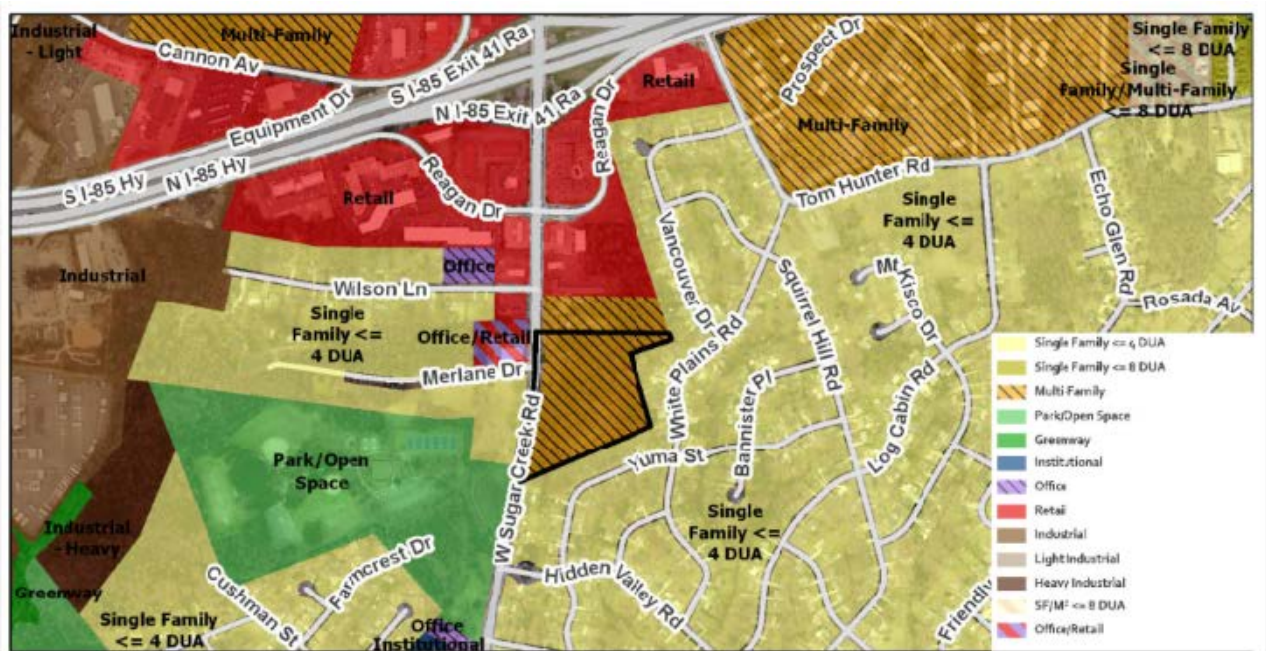 Industrial
- Light
Multi-Family
Cannon Av
S I-85 Exit 41 Ra
Prospect Dr
Single Family
<= 8 DUA
Single
Family/Multi-Family
<= 8 DUA
Retail
Equipment Dr
N I-85 Exit 41 Ra
Reagan Dr
Multi-Family
S I-85 Hy
N I-85 Hy
Retail
Reagan Dr
Tom Hunter Rd
Single
Family <=
4 DUA
Echo Glen Rd
Vancouver Dr
Squirrel Hill Rd
Mt Kisco Dr
Industrial
Office
Wilson Ln
Rosada Av
Single
Family <=
4 DUA
Office/Retail
Merlane Dr
White Plains Rd
Bannister Pl
Log Cabin Rd
W Sugar Creek Rd
Yuma St
Park/Open
Space
Single
Family <=
4 DUA
Industrial
- Heavy
Farmcrest Dr
Cushman St
Hidden Valley Rd
Greenway
Single Family
<= 4 DUA
Office
Institutional
Friendly
Single Family <= 4 DUA
Single Family <= 8 DUA
Multi-Family
Park/Open Space
Greenway
Institutional
Office
Retail
Industrial
Light Industrial
Heavy Industrial
SF/MF <= 8 DUA
Office/Retail